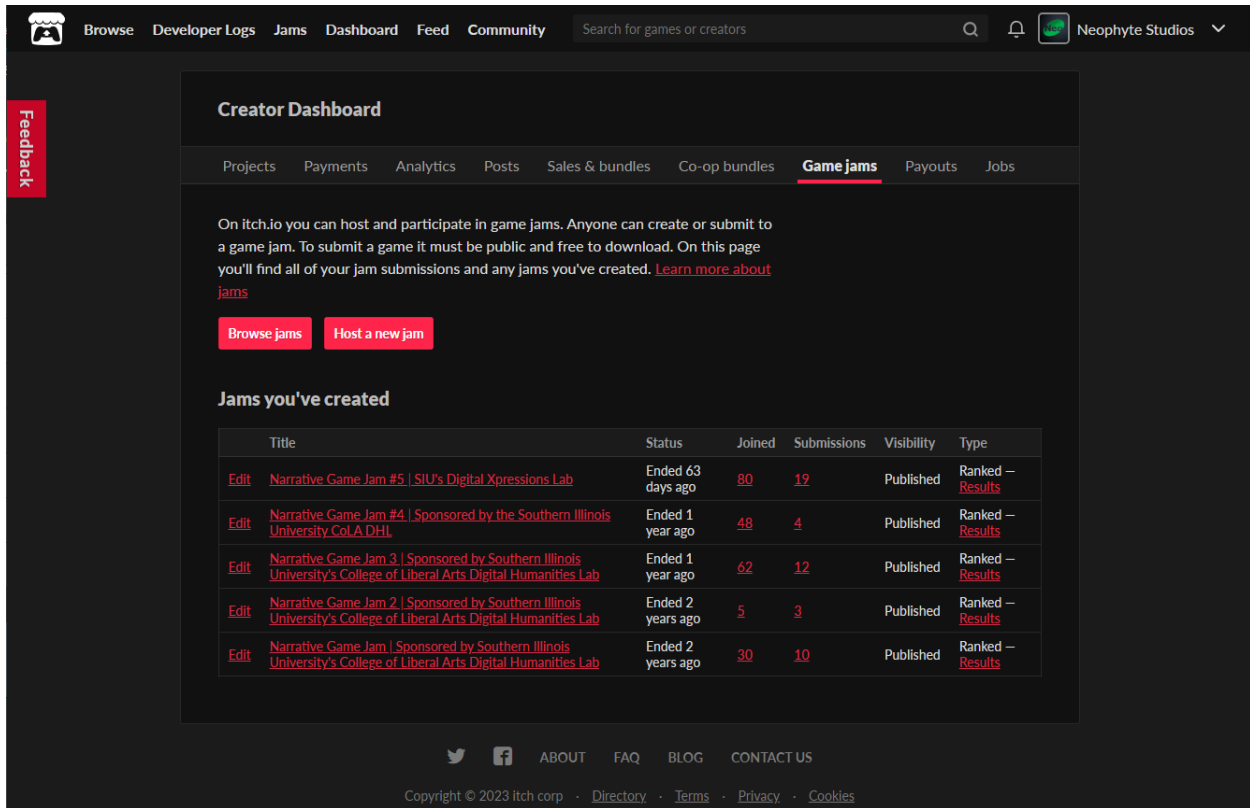 Browse Developer Logs Jams Dashboard Feed Community Search for games or creators Neophyte Studios
Feedback
Creator Dashboard
Projects Payments Analytics Posts Sales & bundles Co-op bundles Game jams Payouts Jobs
On itch.io you can host and participate in game jams. Anyone can create or submit to
a game jam. To submit a game it must be public and free to download. On this page
you'll find all of your jam submissions and any jams you've created. Learn more about
jams
Browse jams Host a new jam
Jams you've created
Title Status Joined Submissions Visibility Type
Edit Narrative Game Jam #5 | SIU's Digital Xpressions Lab Ended 63 days ago 80 19 Published Ranked — Results
Edit Narrative Game Jam #4 | Sponsored by the Southern Illinois University CoLA DHL Ended 1 year ago 48 4 Published Ranked — Results
Edit Narrative Game Jam 3 | Sponsored by Southern Illinois University's College of Liberal Arts Digital Humanities Lab Ended 1 year ago 62 12 Published Ranked — Results
Edit Narrative Game Jam 2 | Sponsored by Southern Illinois University's College of Liberal Arts Digital Humanities Lab Ended 2 years ago 5 3 Published Ranked — Results
Edit Narrative Game Jam | Sponsored by Southern Illinois University's College of Liberal Arts Digital Humanities Lab Ended 2 years ago 30 10 Published Ranked — Results
ABOUT FAQ BLOG CONTACT US
Copyright © 2023 itch corp · Directory · Terms · Privacy · Cookies